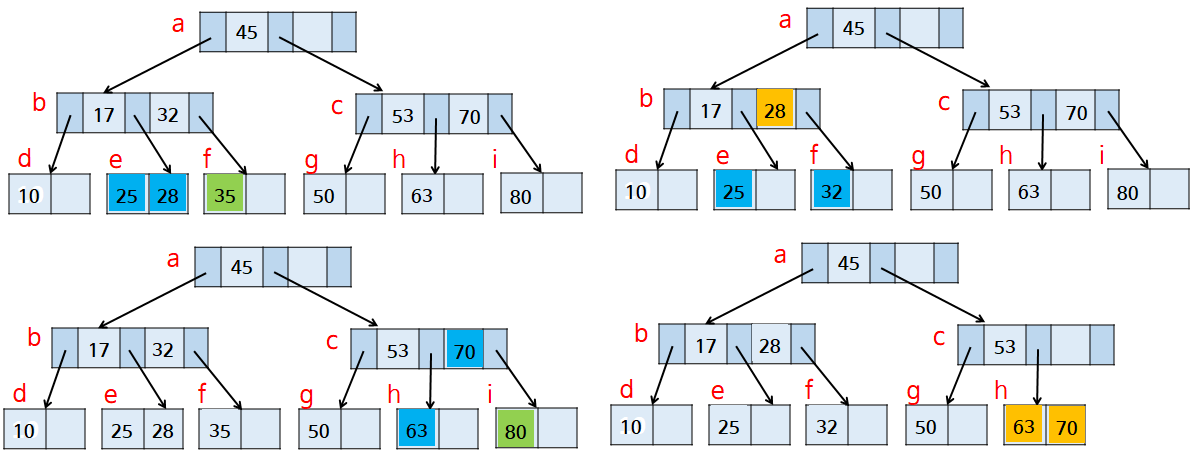 a 45
b 17 32
c 53 70
d e f g h i
10 25 28 35 50 63 80
a 45
b 17 28
c 53 70
d e f g h i
10 25 32 50 63 80
a 45
b 17 32
c 53 70
d e f g h i
10 25 28 35 50 63 80
a 45
b 17 28
c 53
d e f g h
10 25 32 50 63 70